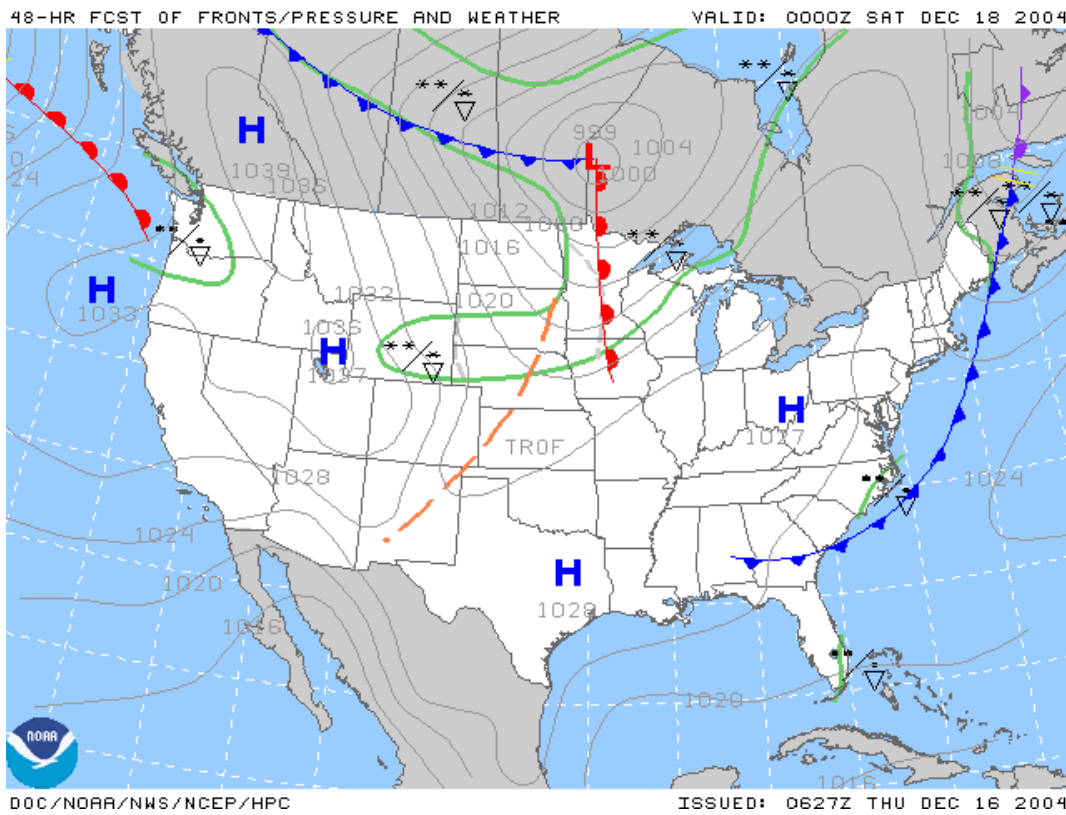 48-HR FCST OF FRONTS/PRESSURE AND WEATHER
VALID: 0000Z SAT DEC 18 2004
999
1004
1004
24
1000
1008
1039
1035
1012
1000
1016
1033
1032
1020
1036
1037
1027
TROF
1028
1024
1024
1020
1028
1016
1020
1016
H
H
H
H
H
L
NOAA
DOC/NOAA/NWS/NCEP/HPC
ISSUED: 0627Z THU DEC 16 2004